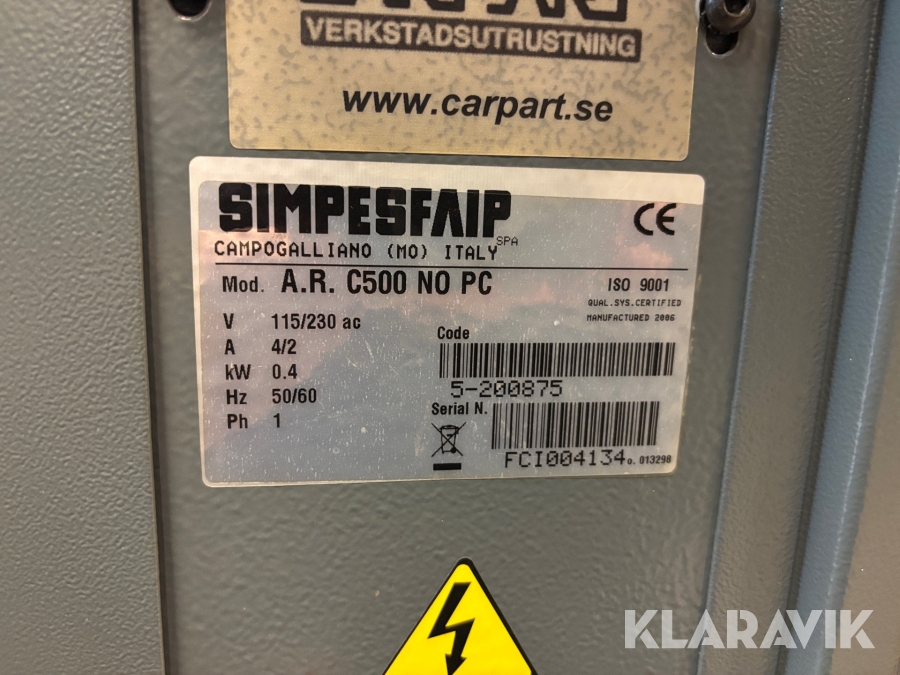 VERKSTADSUTRUSTNING
www.carpart.se
SIMPESFAIP
SPA
CE
CAMPOGALLIANO (MO) ITALY
Mod. A.R. C500 NO PC
ISO 9001
QUAL.SYS.CERTIFIED
MANUFACTURED 2006
V 115/230 ac
A 4/2
kW 0.4
Hz 50/60
Ph 1
Code
5-200875
Serial N.
FCI004134
o. 013298
KLARAVIK